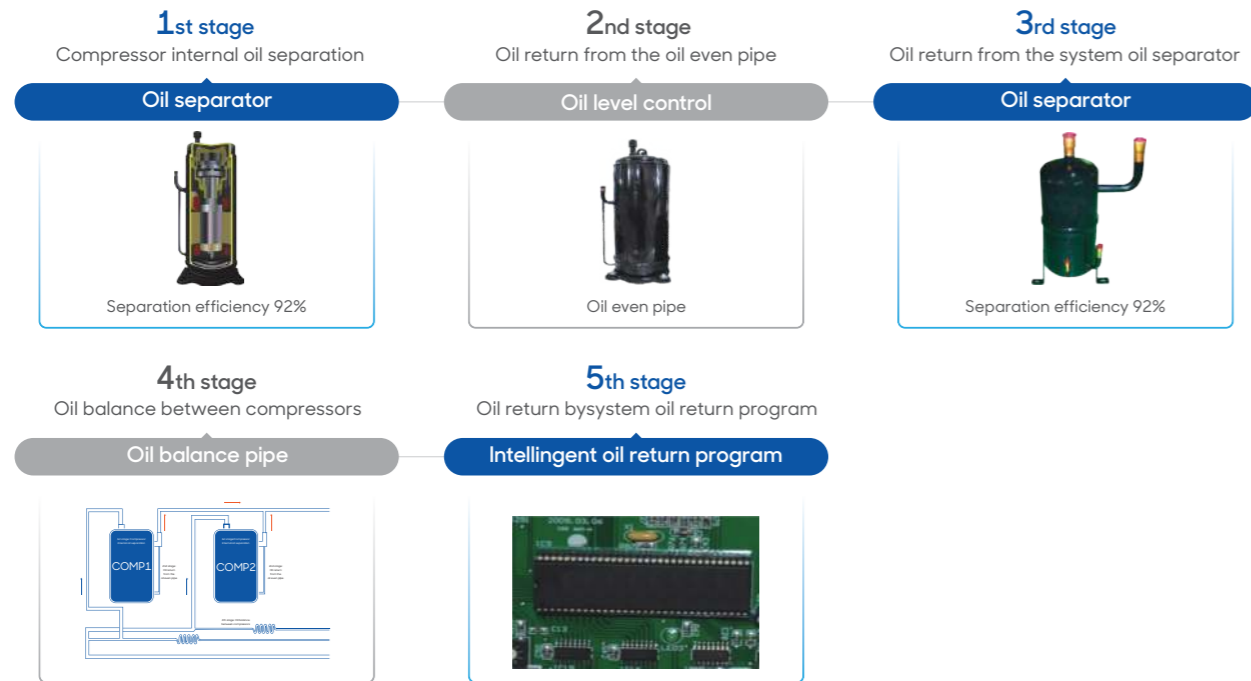 1st stage
Compressor internal oil separation
Oil separator
Separation efficiency 92%
2nd stage
Oil return from the oil even pipe
Oil level control
Oil even pipe
3rd stage
Oil return from the system oil separator
Oil separator
Separation efficiency 92%
4th stage
Oil balance between compressors
Oil balance pipe
COMP1
COMP2
5th stage
Oil return bysystem oil return program
Intellingent oil return program